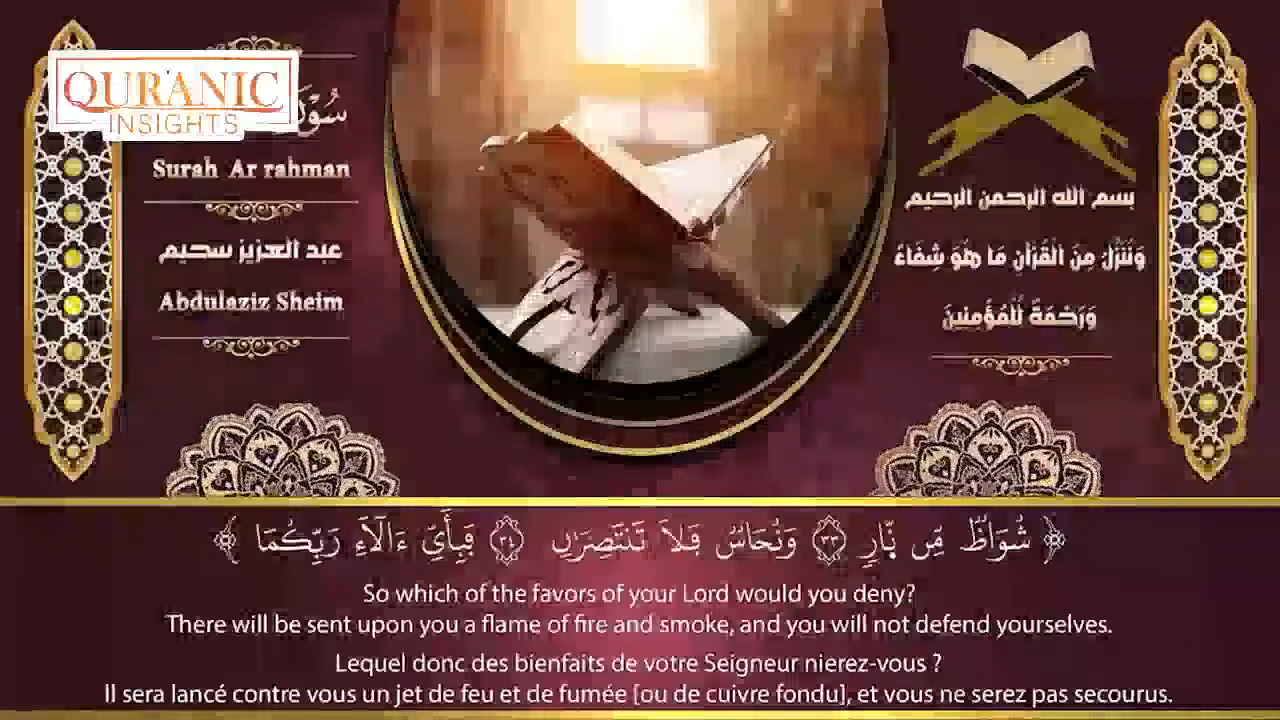 QURANIC
INSIGHTS
Surah Ar rahman
عبد العزيز سحيم
Abdulaziz Sheim
بسم الله الرحمن الرحيم
وَنُنَزِّلُ مِنَ الْقُرْآنِ مَا هُوَ شِفَاءٌ
وَرَحْمَةٌ لِّلْمُؤْمِنِينَ
﴿ شُوَاظٌ مِّن نَّارٍ ٣٣ وَنُحَاسٌ فَلَا تَنتَصِرَانِ ٣٤ فَبِأَيِّ ءَالَآءِ رَبِّكُمَا ﴾
So which of the favors of your Lord would you deny?
There will be sent upon you a flame of fire and smoke, and you will not defend yourselves.
Lequel donc des bienfaits de votre Seigneur nierez-vous ?
Il sera lancé contre vous un jet de feu et de fumée [ou de cuivre fondu], et vous ne serez pas secourus.